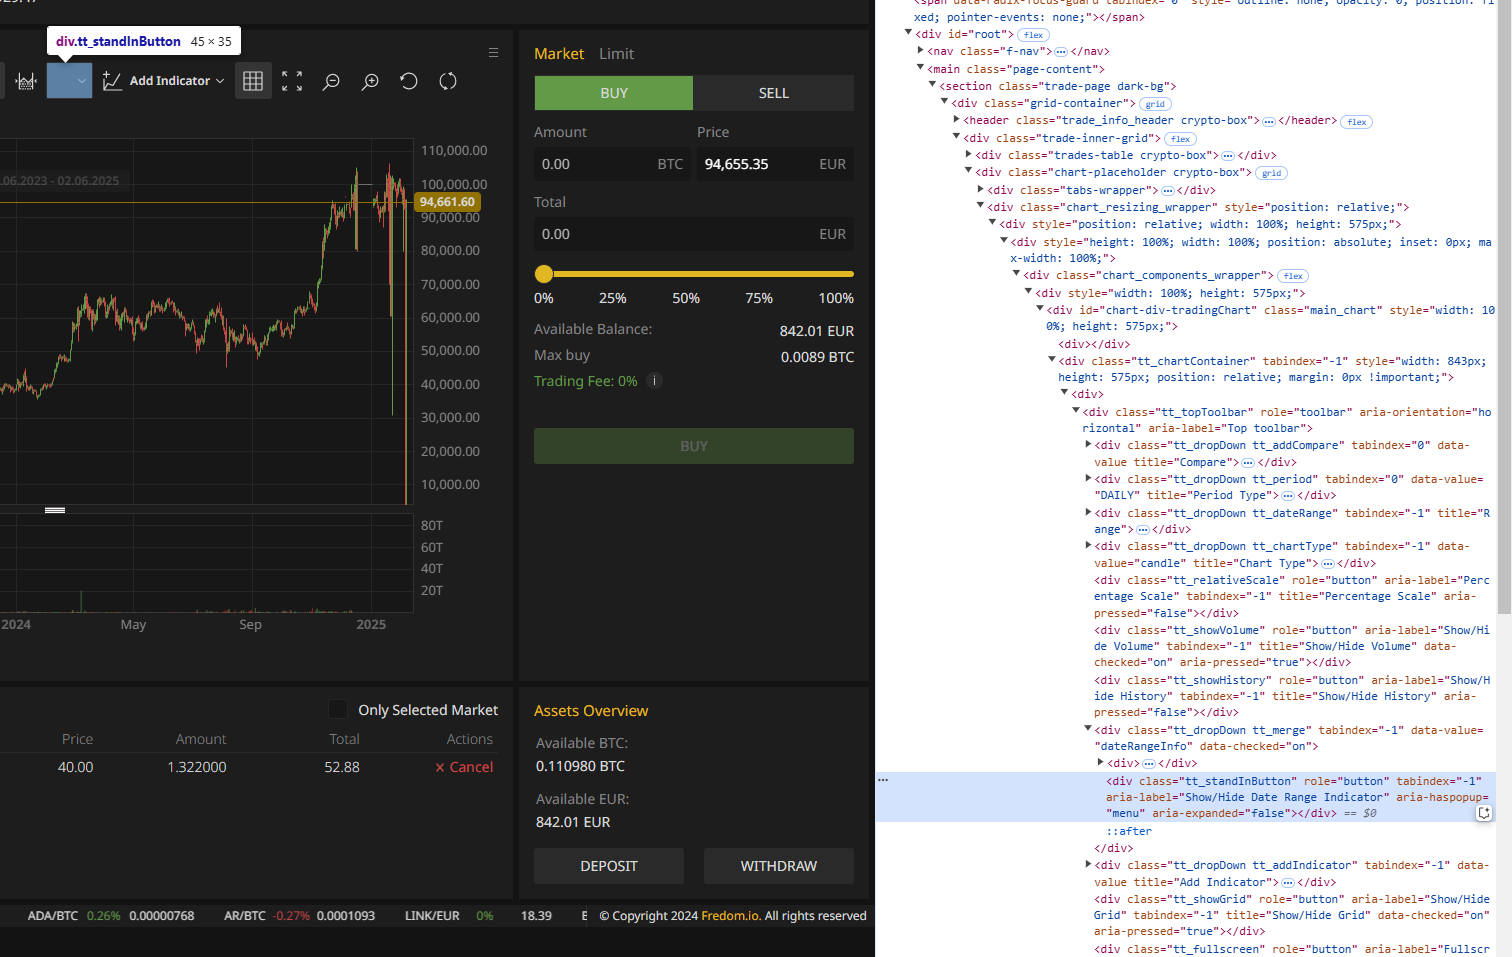 div.tt_standInButton 45 × 35
Add Indicator
.06.2023 - 02.06.2025
110,000.00
100,000.00
94,661.60
90,000.00
80,000.00
70,000.00
60,000.00
50,000.00
40,000.00
30,000.00
20,000.00
10,000.00
80T
60T
40T
20T
2024 May Sep 2025
Market Limit
BUY SELL
Amount Price
0.00 BTC 94,655.35 EUR
Total
0.00 EUR
0% 25% 50% 75% 100%
Available Balance: 842.01 EUR
Max buy 0.0089 BTC
Trading Fee: 0% i
BUY
Only Selected Market
Price Amount Total Actions
40.00 1.322000 52.88 × Cancel
Assets Overview
Available BTC:
0.110980 BTC
Available EUR:
842.01 EUR
DEPOSIT WITHDRAW
ADA/BTC 0.26% 0.00000768 AR/BTC -0.27% 0.0001093 LINK/EUR 0% 18.39 © Copyright 2024 Fredom.io. All rights reserved
xed; pointer-events: none;"></span>
<div id="root"> flex
<nav class="f-nav"> … </nav>
<main class="page-content">
<section class="trade-page dark-bg">
<div class="grid-container"> grid
<header class="trade_info_header crypto-box"> … </header> flex
<div class="trade-inner-grid"> flex
<div class="trades-table crypto-box"> … </div>
<div class="chart-placeholder crypto-box"> grid
<div class="tabs-wrapper"> … </div>
<div class="chart_resizing_wrapper" style="position: relative;">
<div style="position: relative; width: 100%; height: 575px;">
<div style="height: 100%; width: 100%; position: absolute; inset: 0px; ma
x-width: 100%;">
<div class="chart_components_wrapper"> flex
<div style="width: 100%; height: 575px;">
<div id="chart-div-tradingChart" class="main_chart" style="width: 10
0%; height: 575px;">
<div></div>
<div class="tt_chartContainer" tabindex="-1" style="width: 843px;
height: 575px; position: relative; margin: 0px !important;">
<div>
<div class="tt_topToolbar" role="toolbar" aria-orientation="ho
rizontal" aria-label="Top toolbar">
<div class="tt_dropDown tt_addCompare" tabindex="0" data-
value title="Compare"> … </div>
<div class="tt_dropDown tt_period" tabindex="0" data-value=
"DAILY" title="Period Type"> … </div>
<div class="tt_dropDown tt_dateRange" tabindex="-1" title="R
ange"> … </div>
<div class="tt_dropDown tt_chartType" tabindex="-1" data-
value="candle" title="Chart Type"> … </div>
<div class="tt_relativeScale" role="button" aria-label="Perc
entage Scale" tabindex="-1" title="Percentage Scale" aria-
pressed="false"></div>
<div class="tt_showVolume" role="button" aria-label="Show/Hi
de Volume" tabindex="-1" title="Show/Hide Volume" data-
checked="on" aria-pressed="true"></div>
<div class="tt_showHistory" role="button" aria-label="Show/H
ide History" tabindex="-1" title="Show/Hide History" aria-
pressed="false"></div>
<div class="tt_dropDown tt_merge" tabindex="-1" data-value=
"dateRangeInfo" data-checked="on">
<div> … </div>
<div class="tt_standInButton" role="button" tabindex="-1"
aria-label="Show/Hide Date Range Indicator" aria-haspopup=
"menu" aria-expanded="false"></div> == $0
::after
</div>
<div class="tt_dropDown tt_addIndicator" tabindex="-1" data-
value title="Add Indicator"> … </div>
<div class="tt_showGrid" role="button" aria-label="Show/Hide
Grid" tabindex="-1" title="Show/Hide Grid" data-checked="on"
aria-pressed="true"></div>
<div class="tt_fullscreen" role="button" aria-label="Fullscr